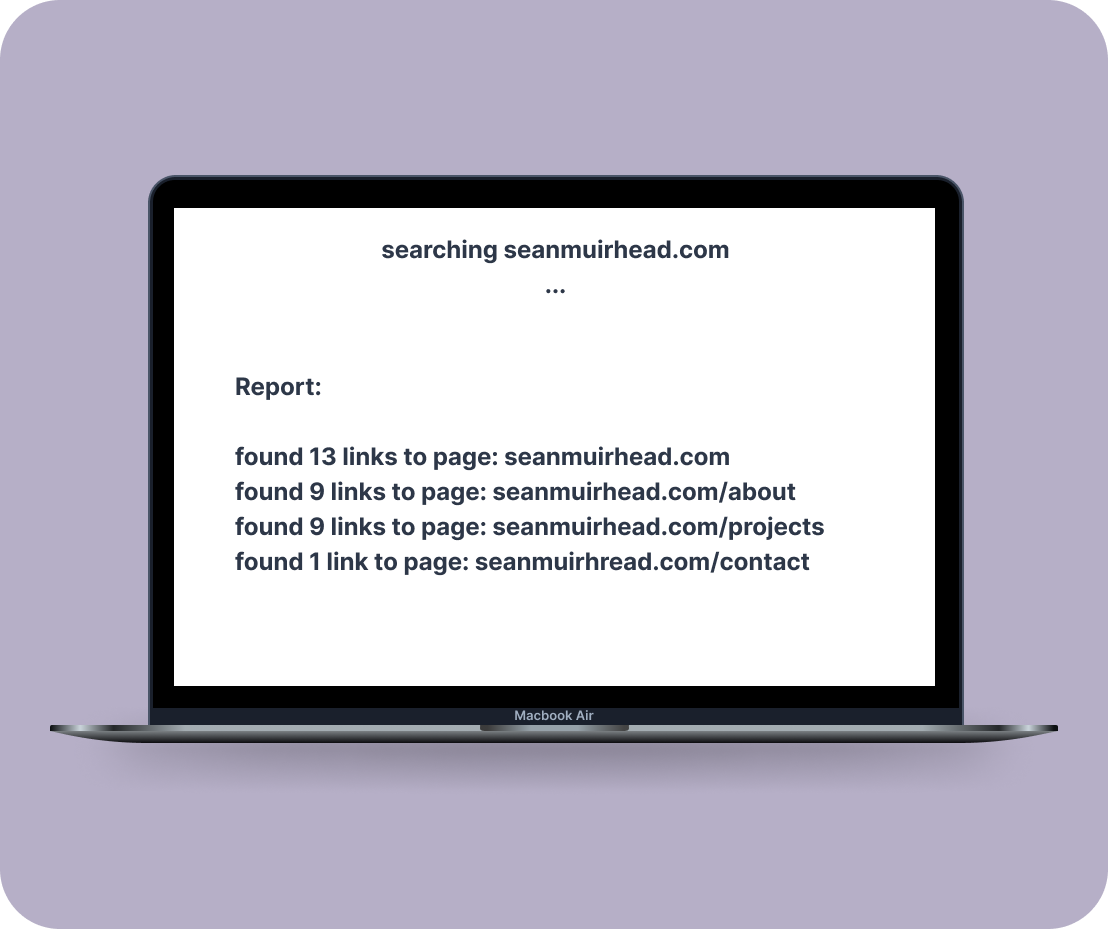 searching seanmuirhead.com
...
Report:
found 13 links to page: seanmuirhead.com
found 9 links to page: seanmuirhead.com/about
found 9 links to page: seanmuirhead.com/projects
found 1 link to page: seanmuirhread.com/contact
Macbook Air